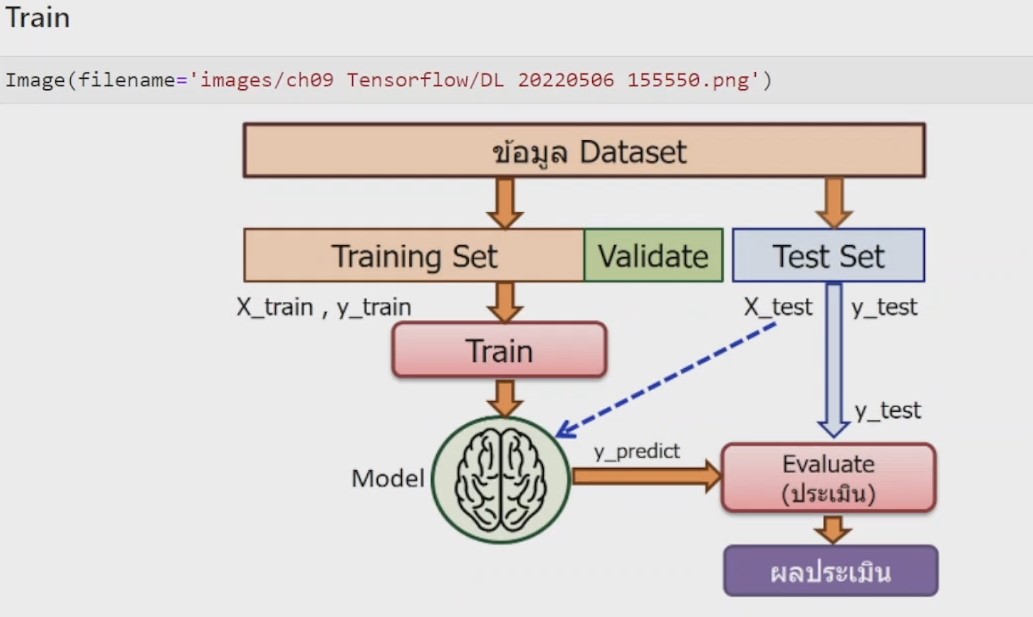 Train
Image(filename='images/ch09 Tensorflow/DL 20220506 155550.png')
ข้อมูล Dataset
Training Set
Validate
Test Set
X_train , y_train
X_test
y_test
Train
y_test
Model
y_predict
Evaluate
(ประเมิน)
ผลประเมิน